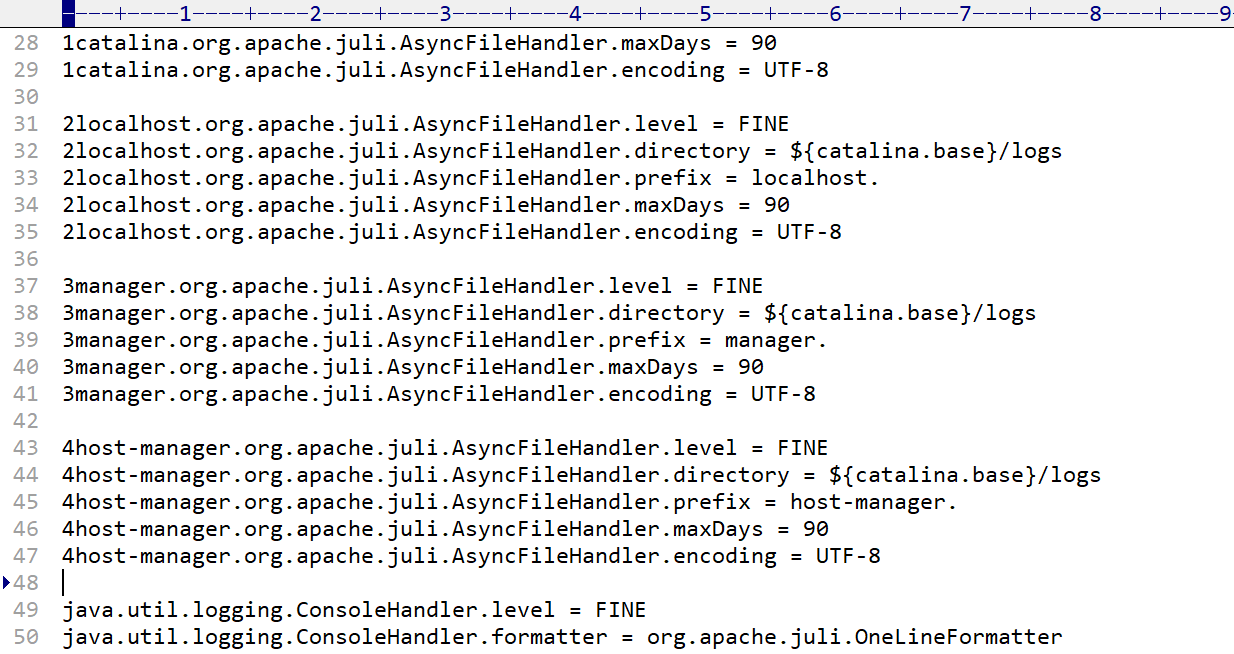 ----+----1----+----2----+----3----+----4----+----5----+----6----+----7----+----8----+----9
28 1catalina.org.apache.juli.AsyncFileHandler.maxDays = 90
29 1catalina.org.apache.juli.AsyncFileHandler.encoding = UTF-8
30
31 2localhost.org.apache.juli.AsyncFileHandler.level = FINE
32 2localhost.org.apache.juli.AsyncFileHandler.directory = ${catalina.base}/logs
33 2localhost.org.apache.juli.AsyncFileHandler.prefix = localhost.
34 2localhost.org.apache.juli.AsyncFileHandler.maxDays = 90
35 2localhost.org.apache.juli.AsyncFileHandler.encoding = UTF-8
36
37 3manager.org.apache.juli.AsyncFileHandler.level = FINE
38 3manager.org.apache.juli.AsyncFileHandler.directory = ${catalina.base}/logs
39 3manager.org.apache.juli.AsyncFileHandler.prefix = manager.
40 3manager.org.apache.juli.AsyncFileHandler.maxDays = 90
41 3manager.org.apache.juli.AsyncFileHandler.encoding = UTF-8
42
43 4host-manager.org.apache.juli.AsyncFileHandler.level = FINE
44 4host-manager.org.apache.juli.AsyncFileHandler.directory = ${catalina.base}/logs
45 4host-manager.org.apache.juli.AsyncFileHandler.prefix = host-manager.
46 4host-manager.org.apache.juli.AsyncFileHandler.maxDays = 90
47 4host-manager.org.apache.juli.AsyncFileHandler.encoding = UTF-8
48
49 java.util.logging.ConsoleHandler.level = FINE
50 java.util.logging.ConsoleHandler.formatter = org.apache.juli.OneLineFormatter